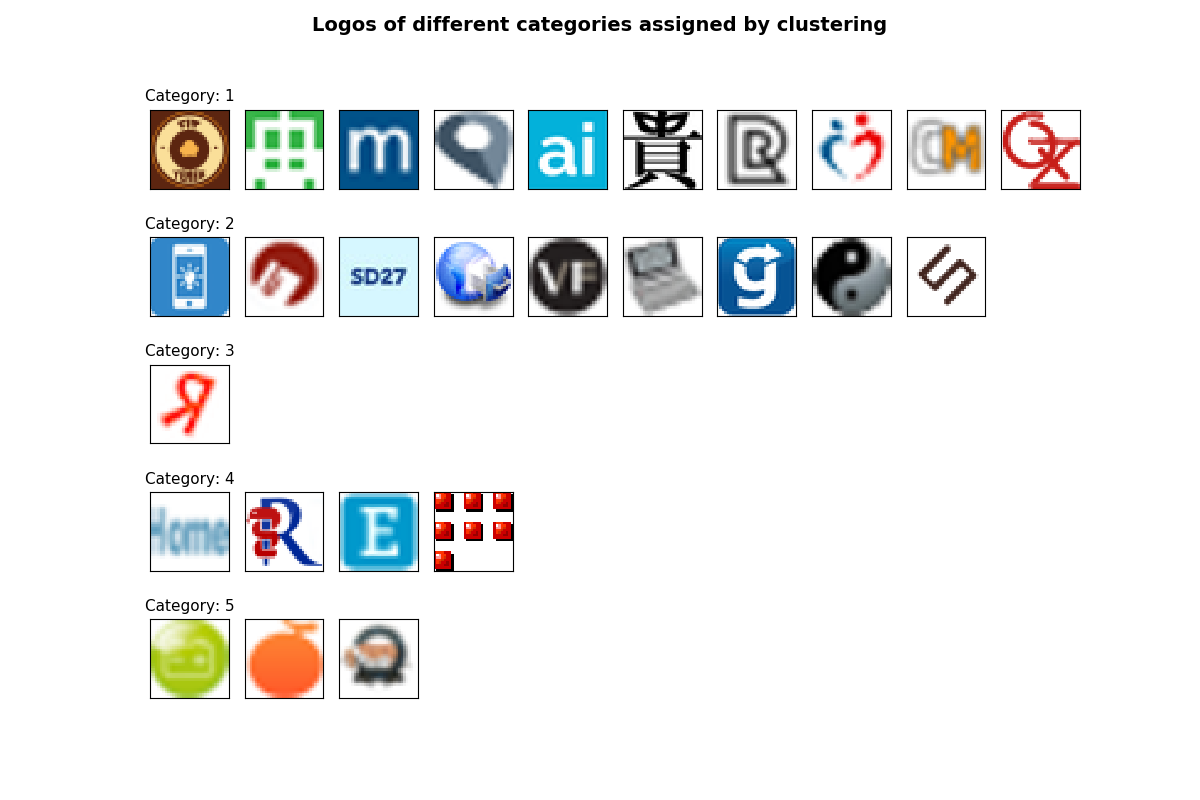 Logos of different categories assigned by clustering
Category: 1
m
ai
貴
R
CM
Category: 2
SD27
VF
g
Category: 3
Я
Category: 4
Home
R
E
Category: 5